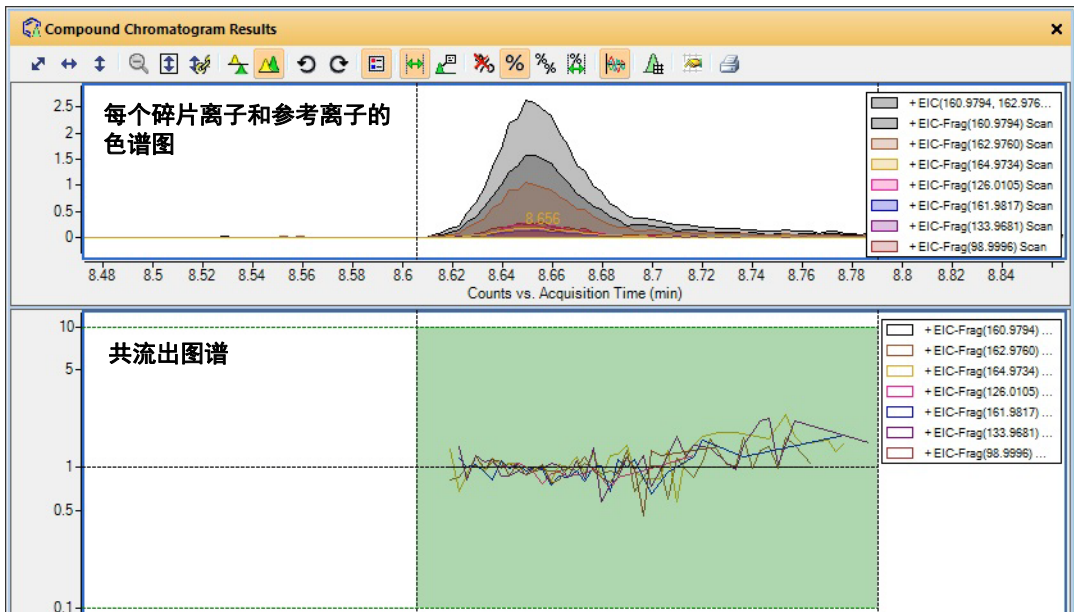 Compound Chromatogram Results
每个碎片离子和参考离子的
色谱图
2.5
2
1.5
1
0.5
0
8.656
+EIC(160.9794, 162.976...
+EIC-Frag(160.9794) Scan
+EIC-Frag(162.9760) Scan
+EIC-Frag(164.9734) Scan
+EIC-Frag(126.0105) Scan
+EIC-Frag(161.9817) Scan
+EIC-Frag(133.9681) Scan
+EIC-Frag(98.9996) Scan
8.48 8.5 8.52 8.54 8.56 8.58 8.6 8.62 8.64 8.66 8.68 8.7 8.72 8.74 8.76 8.78 8.8 8.82 8.84
Counts vs. Acquisition Time (min)
共流出图谱
10
5
1
0.5
0.1
+EIC-Frag(160.9794) ...
+EIC-Frag(162.9760) ...
+EIC-Frag(164.9734) ...
+EIC-Frag(126.0105) ...
+EIC-Frag(161.9817) ...
+EIC-Frag(133.9681) ...
+EIC-Frag(98.9996) ...